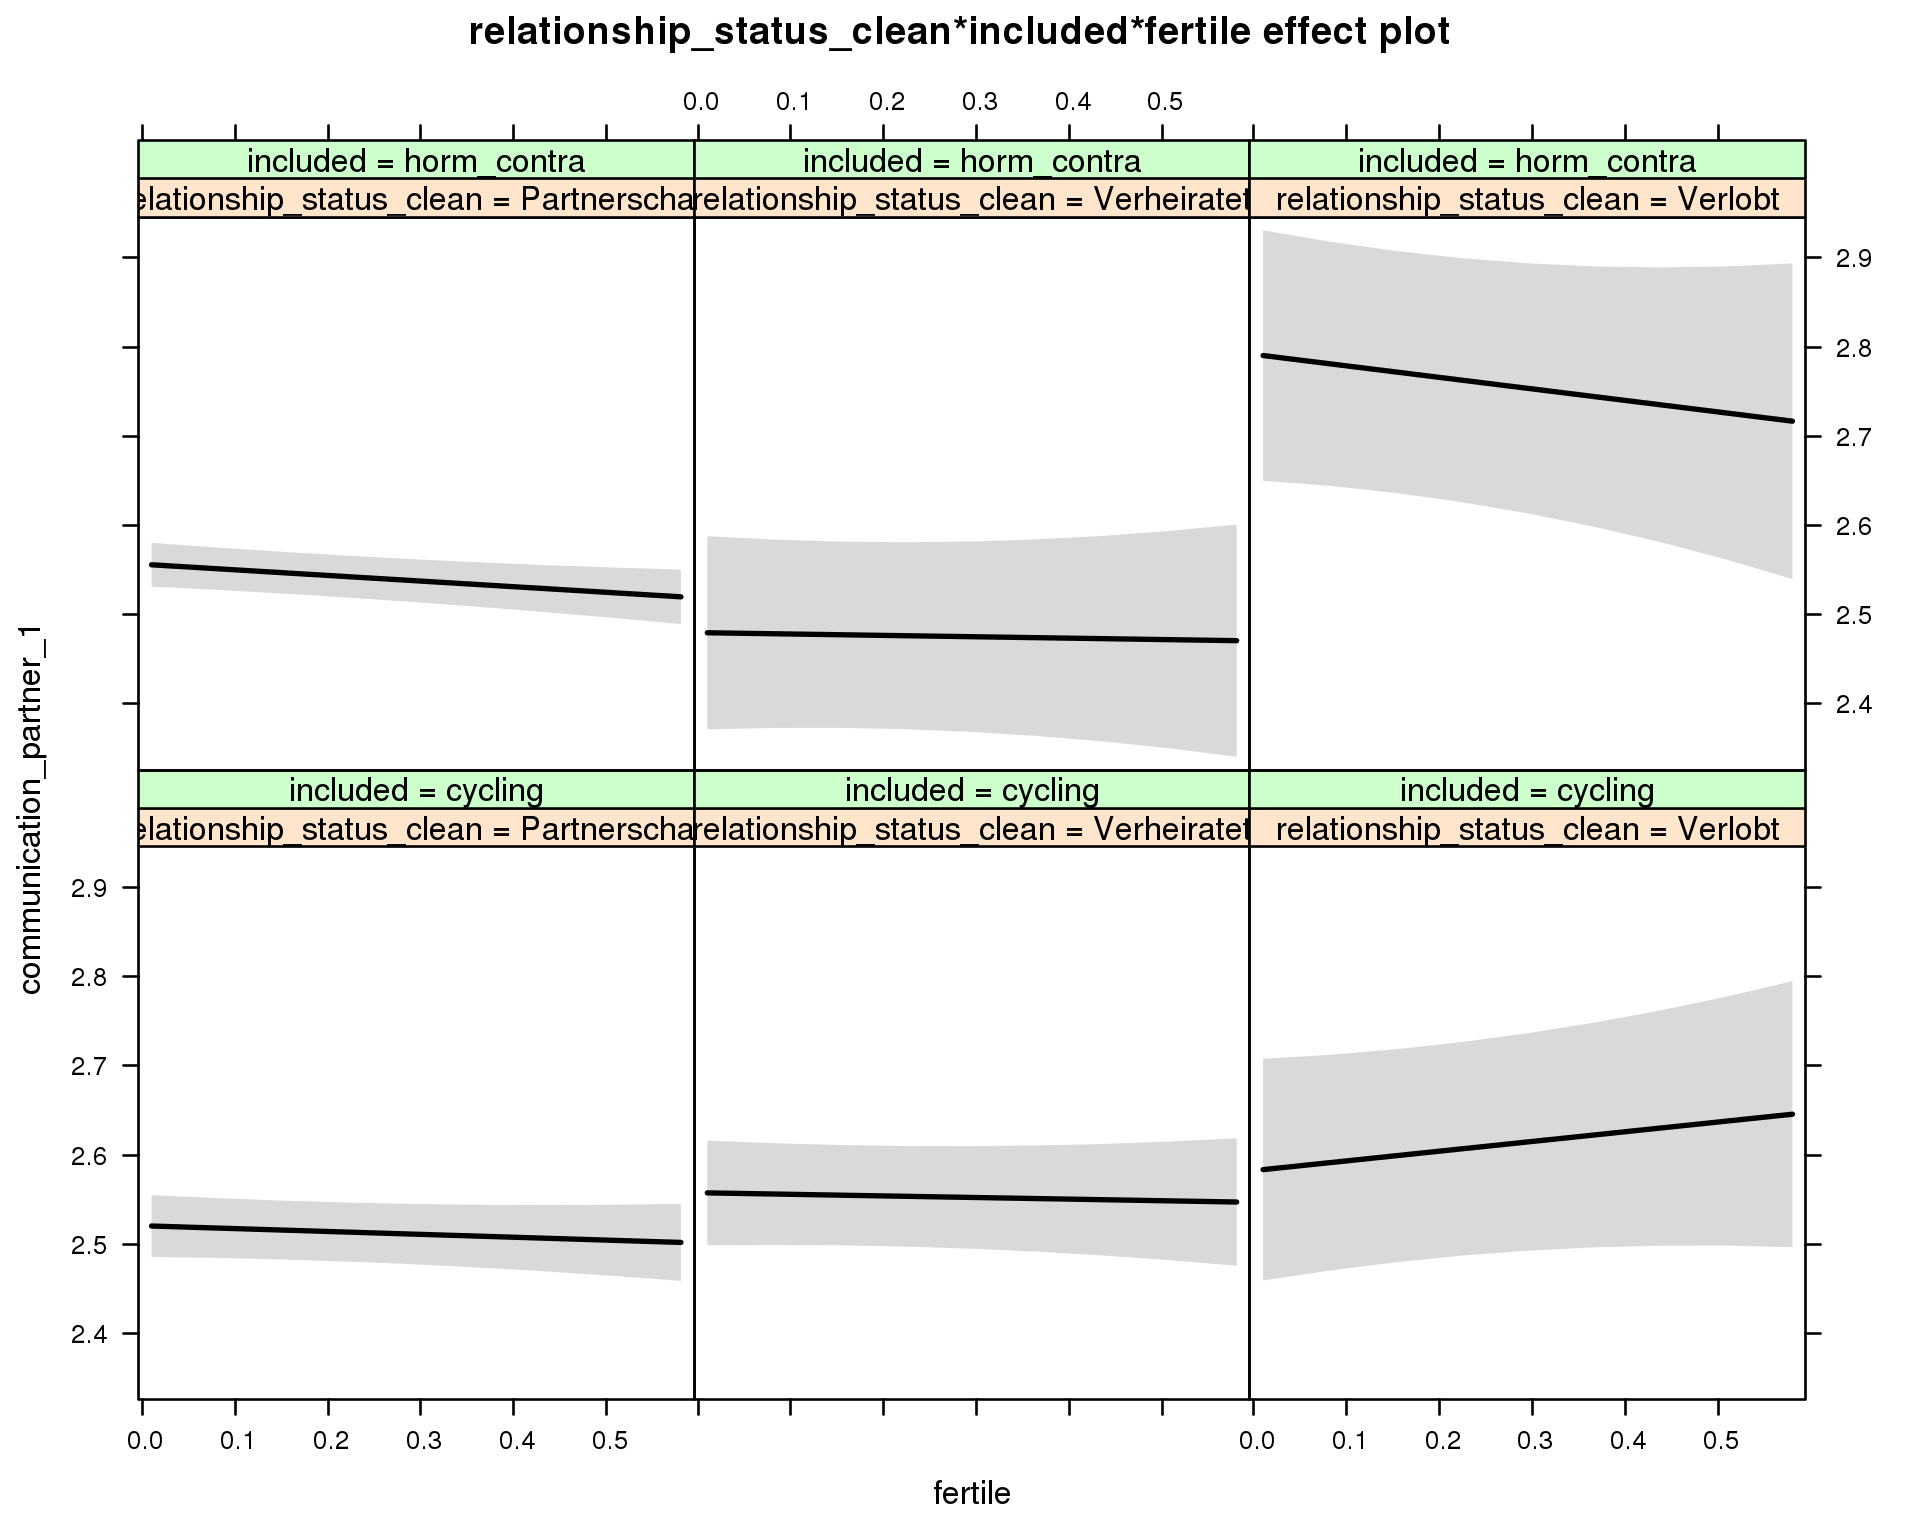 relationship_status_clean*included*fertile effect plot
0.0 0.1 0.2 0.3 0.4 0.5
included = horm_contra included = horm_contra included = horm_contra
elationship_status_clean = Partnerscha relationship_status_clean = Verheiratet relationship_status_clean = Verlobt
2.9
2.8
2.7
2.6
2.5
2.4
communication_partner_1
included = cycling included = cycling included = cycling
elationship_status_clean = Partnerscha relationship_status_clean = Verheiratet relationship_status_clean = Verlobt
2.9
2.8
2.7
2.6
2.5
2.4
0.0 0.1 0.2 0.3 0.4 0.5 0.0 0.1 0.2 0.3 0.4 0.5
fertile